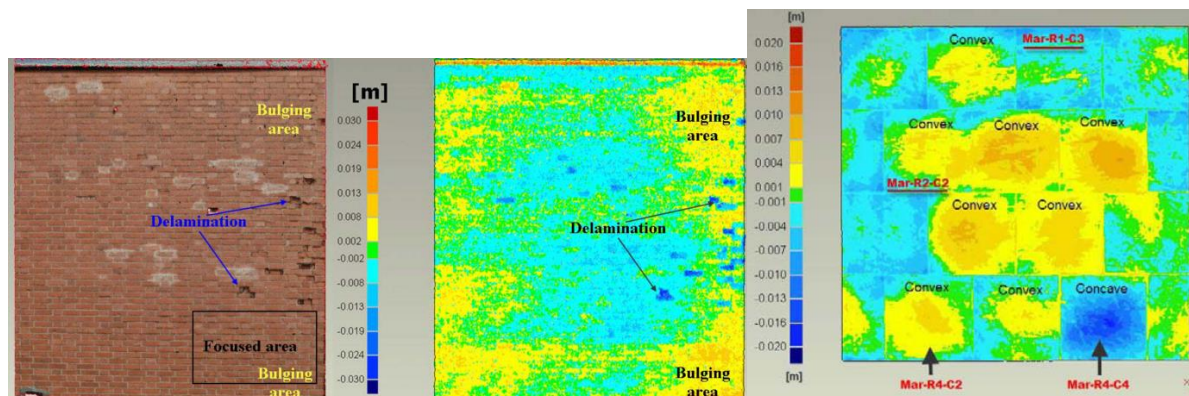 Bulging
area
Delamination
Focused area
Bulging
area
[m]
0.030
0.024
0.019
0.013
0.008
0.002
-0.002
-0.008
-0.013
-0.019
-0.024
-0.030
Bulging
area
Delamination
Bulging
area
[m]
0.020
0.016
0.013
0.010
0.007
0.004
0.001
-0.001
-0.004
-0.007
-0.010
-0.013
-0.016
-0.020
[m]
Convex
Mar-R1-C3
Convex
Convex
Convex
Mar-R2-C2
Convex
Convex
Convex
Convex
Concave
Mar-R4-C2
Mar-R4-C4